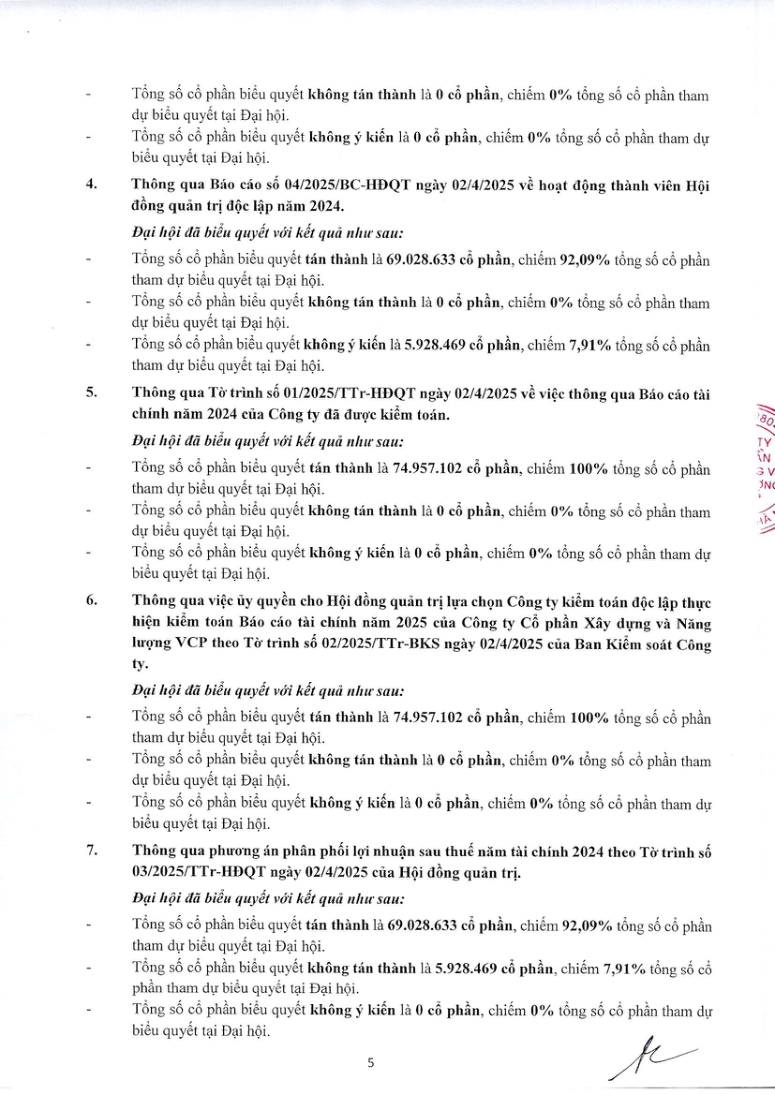 - Tổng số cổ phần biểu quyết không tán thành là 0 cổ phần, chiếm 0% tổng số cổ phần tham
dự biểu quyết tại Đại hội.
- Tổng số cổ phần biểu quyết không ý kiến là 0 cổ phần, chiếm 0% tổng số cổ phần tham dự
biểu quyết tại Đại hội.
4. Thông qua Báo cáo số 04/2025/BC-HĐQT ngày 02/4/2025 về hoạt động thành viên Hội
đồng quản trị độc lập năm 2024.
Đại hội đã biểu quyết với kết quả như sau:
- Tổng số cổ phần biểu quyết tán thành là 69.028.633 cổ phần, chiếm 92,09% tổng số cổ phần
tham dự biểu quyết tại Đại hội.
- Tổng số cổ phần biểu quyết không tán thành là 0 cổ phần, chiếm 0% tổng số cổ phần tham
dự biểu quyết tại Đại hội.
- Tổng số cổ phần biểu quyết không ý kiến là 5.928.469 cổ phần, chiếm 7,91% tổng số cổ phần
tham dự biểu quyết tại Đại hội.
5. Thông qua Tờ trình số 01/2025/TTr-HĐQT ngày 02/4/2025 về việc thông qua Báo cáo tài
chính năm 2024 của Công ty đã được kiểm toán.
Đại hội đã biểu quyết với kết quả như sau:
- Tổng số cổ phần biểu quyết tán thành là 74.957.102 cổ phần, chiếm 100% tổng số cổ phần
tham dự biểu quyết tại Đại hội.
- Tổng số cổ phần biểu quyết không tán thành là 0 cổ phần, chiếm 0% tổng số cổ phần tham
dự biểu quyết tại Đại hội.
- Tổng số cổ phần biểu quyết không ý kiến là 0 cổ phần, chiếm 0% tổng số cổ phần tham dự
biểu quyết tại Đại hội.
6. Thông qua việc ủy quyền cho Hội đồng quản trị lựa chọn Công ty kiểm toán độc lập thực
hiện kiểm toán Báo cáo tài chính năm 2025 của Công ty Cổ phần Xây dựng và Năng
lượng VCP theo Tờ trình số 02/2025/TTr-BKS ngày 02/4/2025 của Ban Kiểm soát Công
ty.
Đại hội đã biểu quyết với kết quả như sau:
- Tổng số cổ phần biểu quyết tán thành là 74.957.102 cổ phần, chiếm 100% tổng số cổ phần
tham dự biểu quyết tại Đại hội.
- Tổng số cổ phần biểu quyết không tán thành là 0 cổ phần, chiếm 0% tổng số cổ phần tham
dự biểu quyết tại Đại hội.
- Tổng số cổ phần biểu quyết không ý kiến là 0 cổ phần, chiếm 0% tổng số cổ phần tham dự
biểu quyết tại Đại hội.
7. Thông qua phương án phân phối lợi nhuận sau thuế năm tài chính 2024 theo Tờ trình số
03/2025/TTr-HĐQT ngày 02/4/2025 của Hội đồng quản trị.
Đại hội đã biểu quyết với kết quả như sau:
- Tổng số cổ phần biểu quyết tán thành là 69.028.633 cổ phần, chiếm 92,09% tổng số cổ phần
tham dự biểu quyết tại Đại hội.
- Tổng số cổ phần biểu quyết không tán thành là 5.928.469 cổ phần, chiếm 7,91% tổng số cổ
phần tham dự biểu quyết tại Đại hội.
- Tổng số cổ phần biểu quyết không ý kiến là 0 cổ phần, chiếm 0% tổng số cổ phần tham dự
biểu quyết tại Đại hội.
5